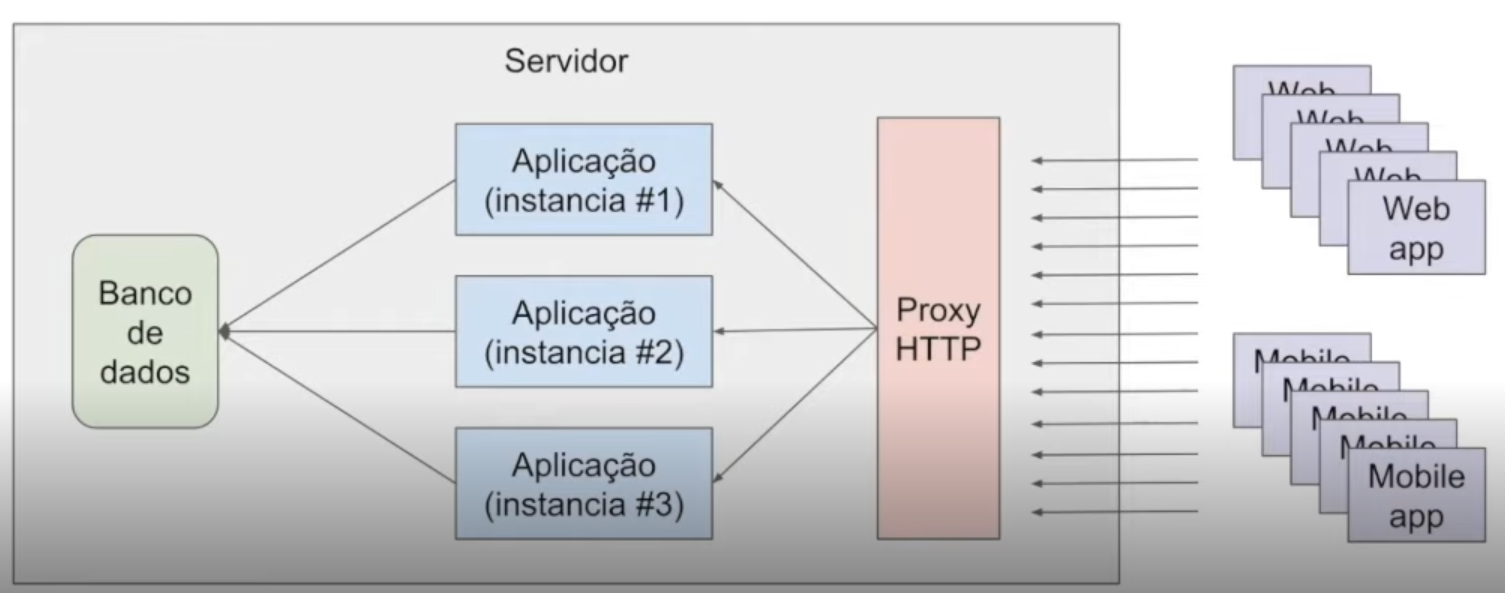 Servidor
Banco
de
dados
Aplicação
(instancia #1)
Aplicação
(instancia #2)
Aplicação
(instancia #3)
Proxy
HTTP
Web
Web
Web
Web
Web
app
Mobile
Mobile
Mobile
Mobile
Mobile
app